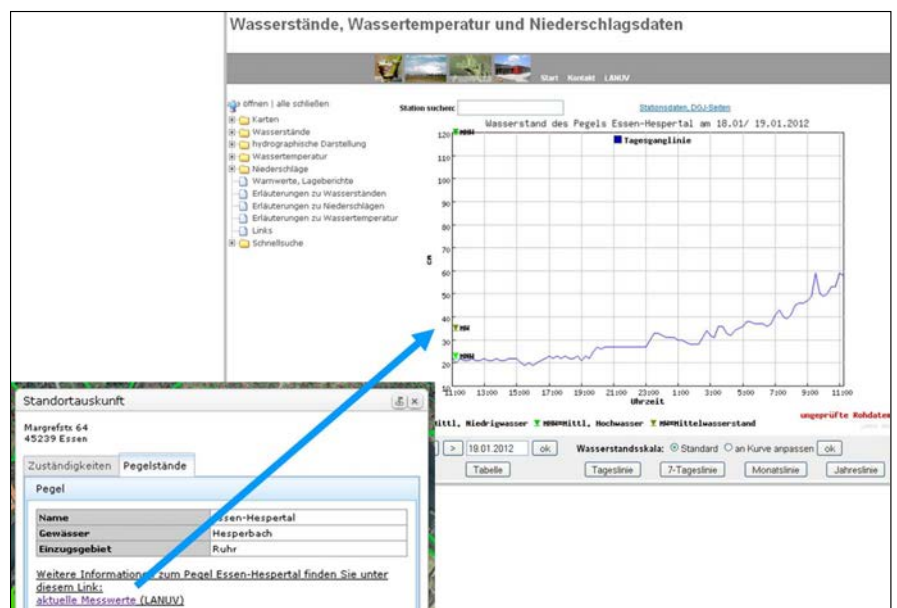 Wasserstände, Wassertemperatur und Niederschlagsdaten
Start Kontakt LANUV
öffnen | alle schließen
Karten
Wasserstände
hydrographische Darstellung
Wassertemperatur
Niederschläge
Warnwerte, Lageberichte
Erläuterungen zu Wasserständen
Erläuterungen zu Niederschlägen
Erläuterungen zu Wassertemperatur
Links
Schnellsuche
Station suchen:
Stationsdaten, DGJ-Seiten
Wasserstand des Pegels Essen-Hespertal am 18.01/ 19.01.2012
Tagesganglinie
120
MHW
110
100
90
80
70
cm
60
50
40
MW
30
MNW
20
10
11:00 13:00 15:00 17:00 19:00 21:00 23:00 1:00 3:00 5:00 7:00 9:00 11:00
Uhrzeit
ungeprüfte Rohdaten
Mittl. Niedrigwasser MHW=Mittl. Hochwasser MW=Mittelwasserstand
> 19.01.2012 ok Wasserstandsskala: Standard an Kurve anpassen ok
Tabelle Tageslinie 7-Tageslinie Monatslinie Jahreslinie
Standortauskunft
Margrefstr 64
45239 Essen
Zuständigkeiten Pegelstände
Pegel
Name Essen-Hespertal
Gewässer Hesperbach
Einzugsgebiet Ruhr
Weitere Informationen zum Pegel Essen-Hespertal finden Sie unter
diesem Link:
aktuelle Messwerte (LANUV)